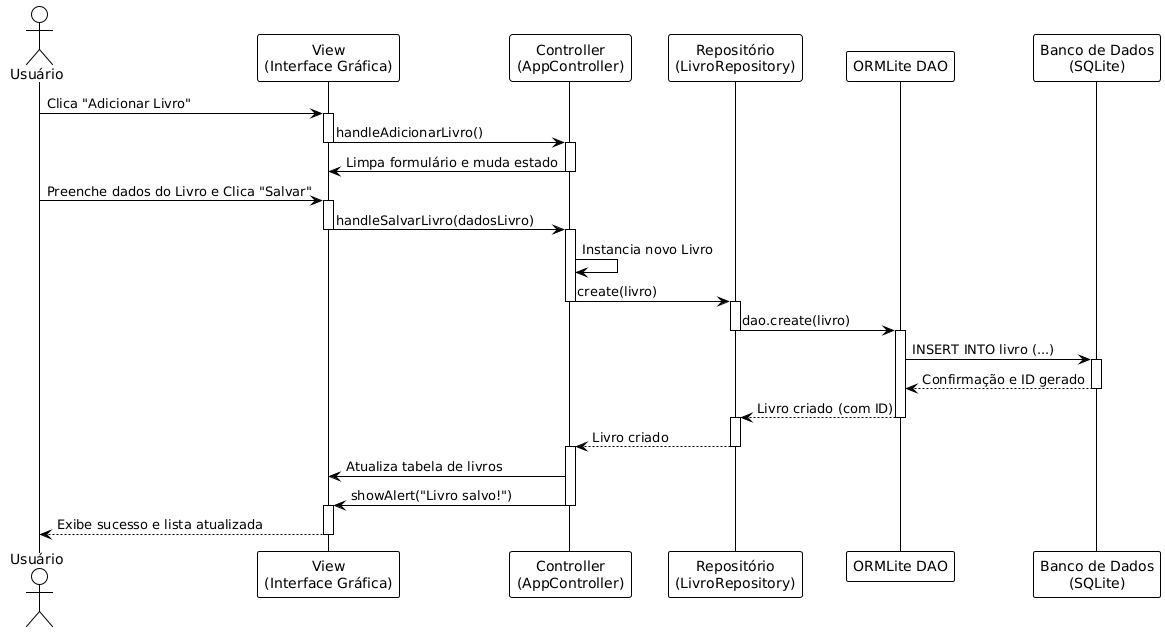 Usuário
View
(Interface Gráfica)
Controller
(AppController)
Repositório
(LivroRepository)
ORMLite DAO
Banco de Dados
(SQLite)
Clica "Adicionar Livro"
handleAdicionarLivro()
Limpa formulário e muda estado
Preenche dados do Livro e Clica "Salvar"
handleSalvarLivro(dadosLivro)
Instancia novo Livro
create(livro)
dao.create(livro)
INSERT INTO livro (...)
Confirmação e ID gerado
Livro criado (com ID)
Livro criado
Atualiza tabela de livros
showAlert("Livro salvo!")
Exibe sucesso e lista atualizada
Usuário
View
(Interface Gráfica)
Controller
(AppController)
Repositório
(LivroRepository)
ORMLite DAO
Banco de Dados
(SQLite)